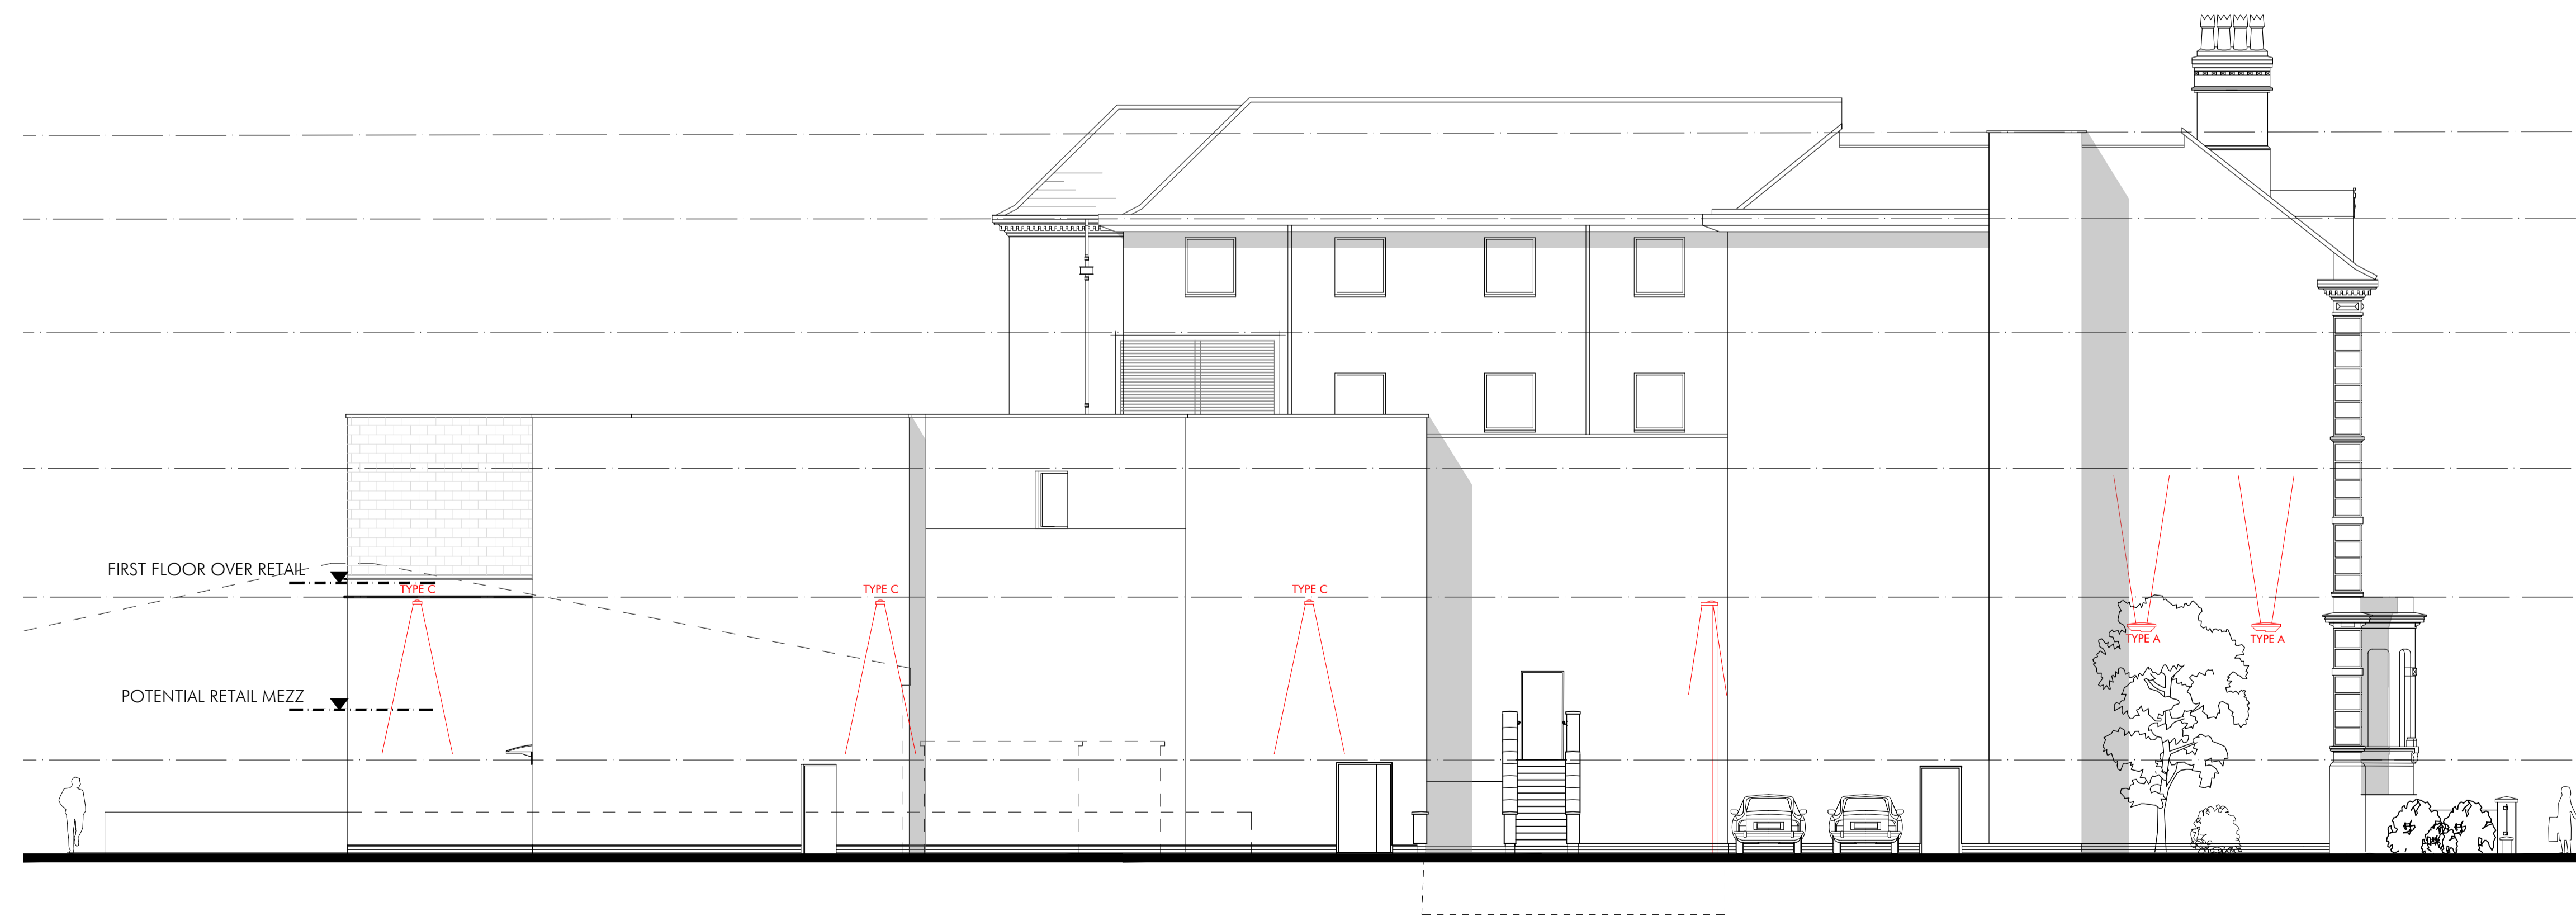 FIRST FLOOR OVER RETAIL
TYPE C
TYPE C
TYPE C
TYPE A
TYPE A
POTENTIAL RETAIL MEZZ